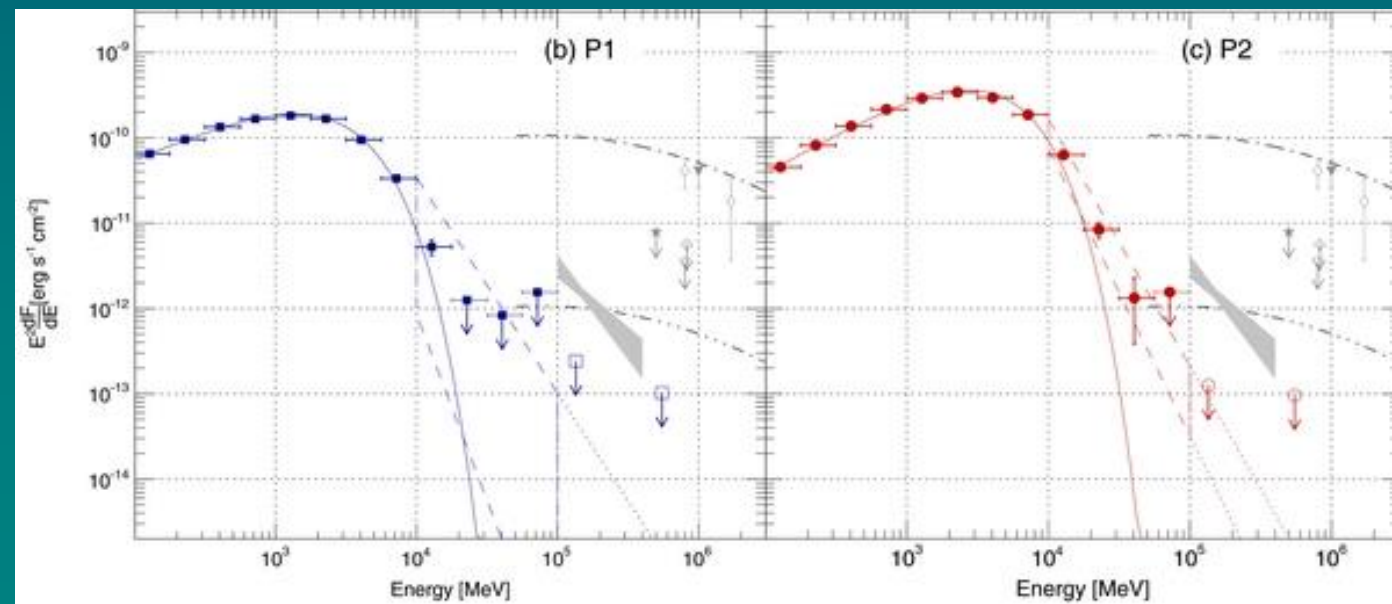 (b) P1
(c) P2
10⁻⁹
10⁻¹⁰
10⁻¹¹
10⁻¹²
10⁻¹³
10⁻¹⁴
E²dF/dE [erg s⁻¹ cm⁻²]
10³ 10⁴ 10⁵ 10⁶
10³ 10⁴ 10⁵ 10⁶
Energy [MeV]
Energy [MeV]